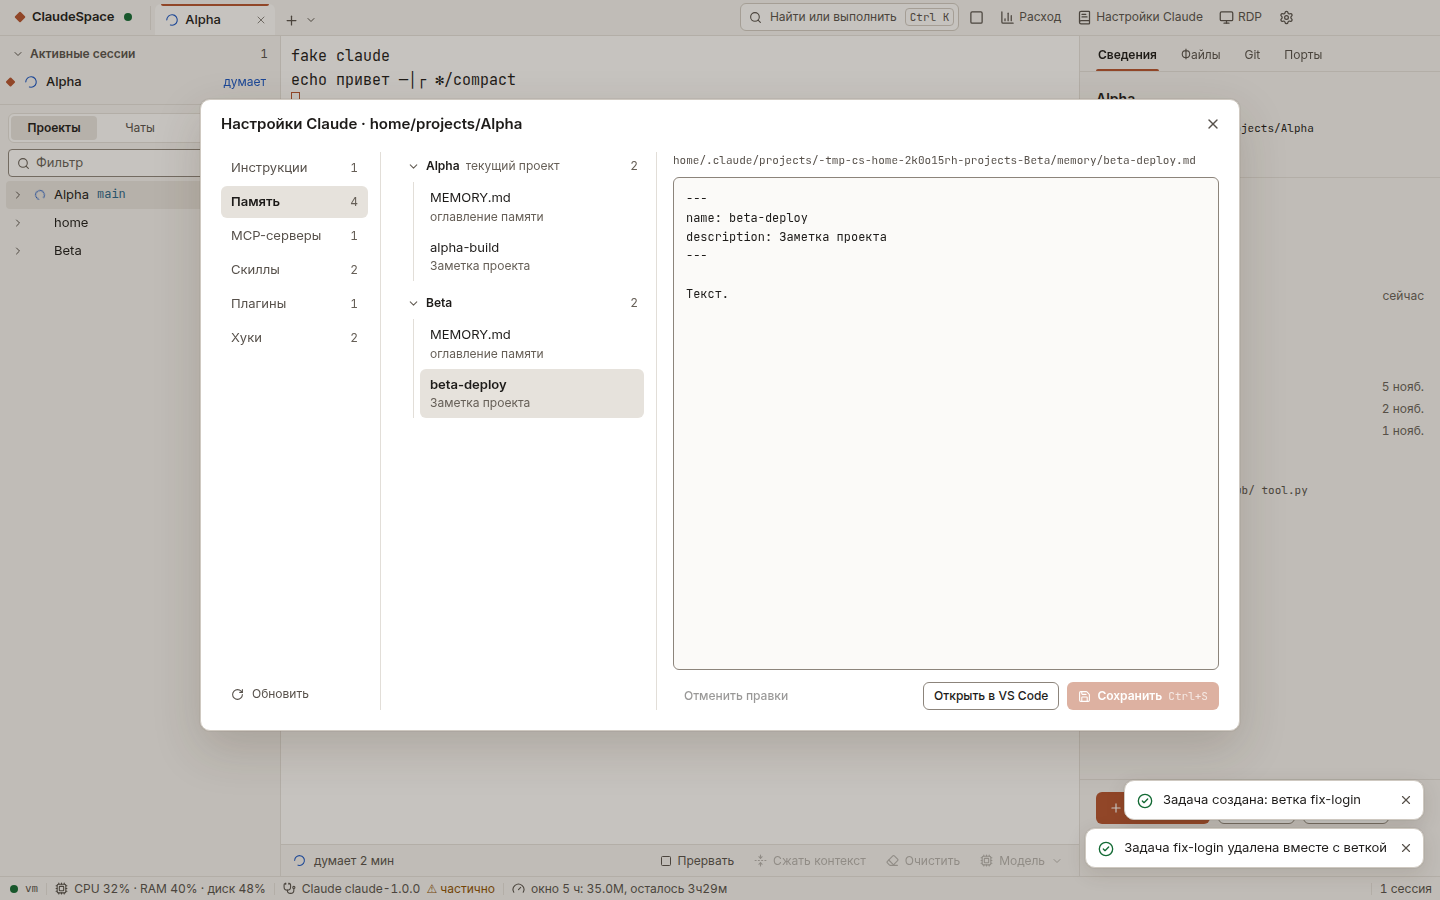 ClaudeSpace
Alpha
Найти или выполнить Ctrl K
Расход
Настройки Claude
RDP
Активные сессии 1
Alpha думает
Проекты Чаты
Фильтр
Alpha main
home
Beta
fake claude
echo привет ─│┌ ✻/compact
Сведения Файлы Git Порты
Alpha
jects/Alpha
сейчас
5 нояб.
2 нояб.
1 нояб.
tool.py
Настройки Claude · home/projects/Alpha
Инструкции 1
Память 4
MCP-серверы 1
Скиллы 2
Плагины 1
Хуки 2
Обновить
Alpha текущий проект 2
MEMORY.md
оглавление памяти
alpha-build
Заметка проекта
Beta 2
MEMORY.md
оглавление памяти
beta-deploy
Заметка проекта
home/.claude/projects/-tmp-cs-home-2k0o15rh-projects-Beta/memory/beta-deploy.md
---
name: beta-deploy
description: Заметка проекта
---
Текст.
Отменить правки
Открыть в VS Code
Сохранить Ctrl+S
Задача создана: ветка fix-login
Задача fix-login удалена вместе с веткой
думает 2 мин
Прервать
Сжать контекст
Очистить
Модель
vm
CPU 32% · RAM 40% · диск 48%
Claude claude-1.0.0 ⚠ частично
окно 5 ч: 35.0M, осталось 3ч29м
1 сессия